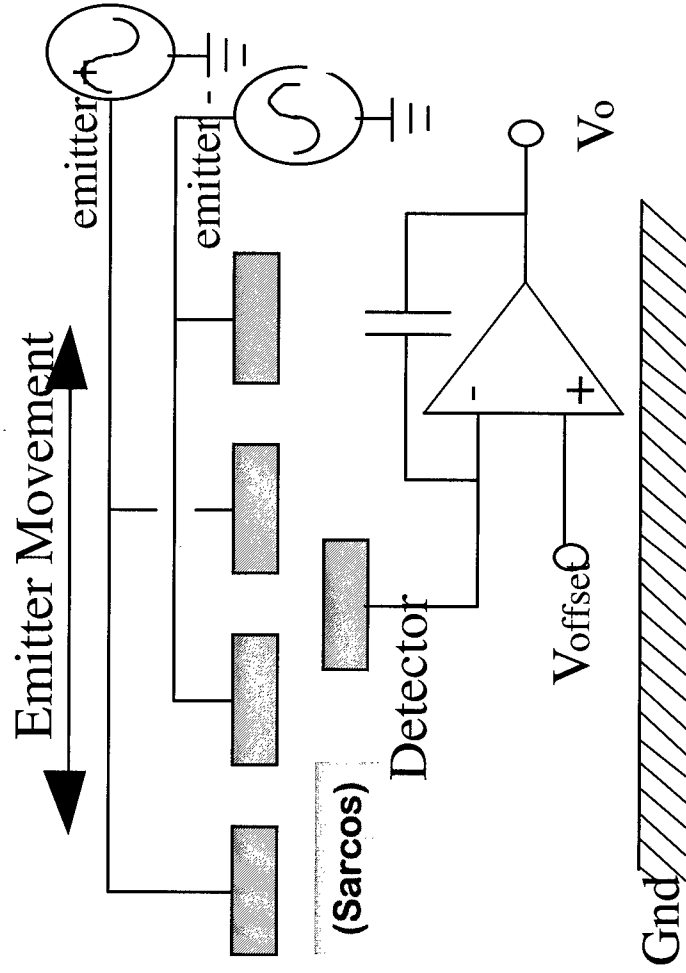 Emitter Movement
emitter +
emitter -
(Sarcos)
Detector
-
+
Voffset
Vo
Gnd